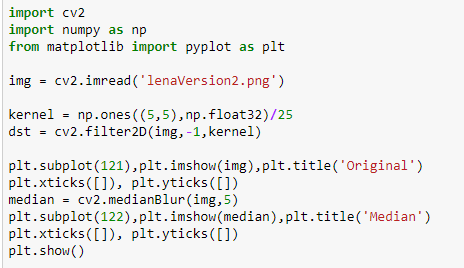 import cv2
import numpy as np
from matplotlib import pyplot as plt
img = cv2.imread('lenaVersion2.png')
kernel = np.ones((5,5),np.float32)/25
dst = cv2.filter2D(img,-1,kernel)
plt.subplot(121),plt.imshow(img),plt.title('Original')
plt.xticks([]), plt.yticks([])
median = cv2.medianBlur(img,5)
plt.subplot(122),plt.imshow(median),plt.title('Median')
plt.xticks([]), plt.yticks([])
plt.show()